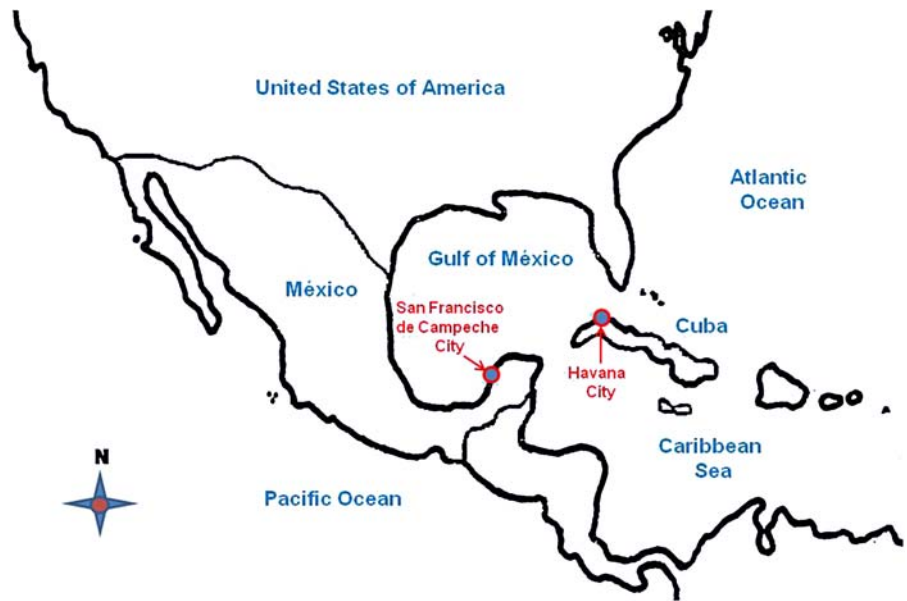 United States of America
Atlantic
Ocean
Gulf of México
México
San Francisco
de Campeche
City
Cuba
Havana
City
Caribbean
Sea
N
Pacific Ocean